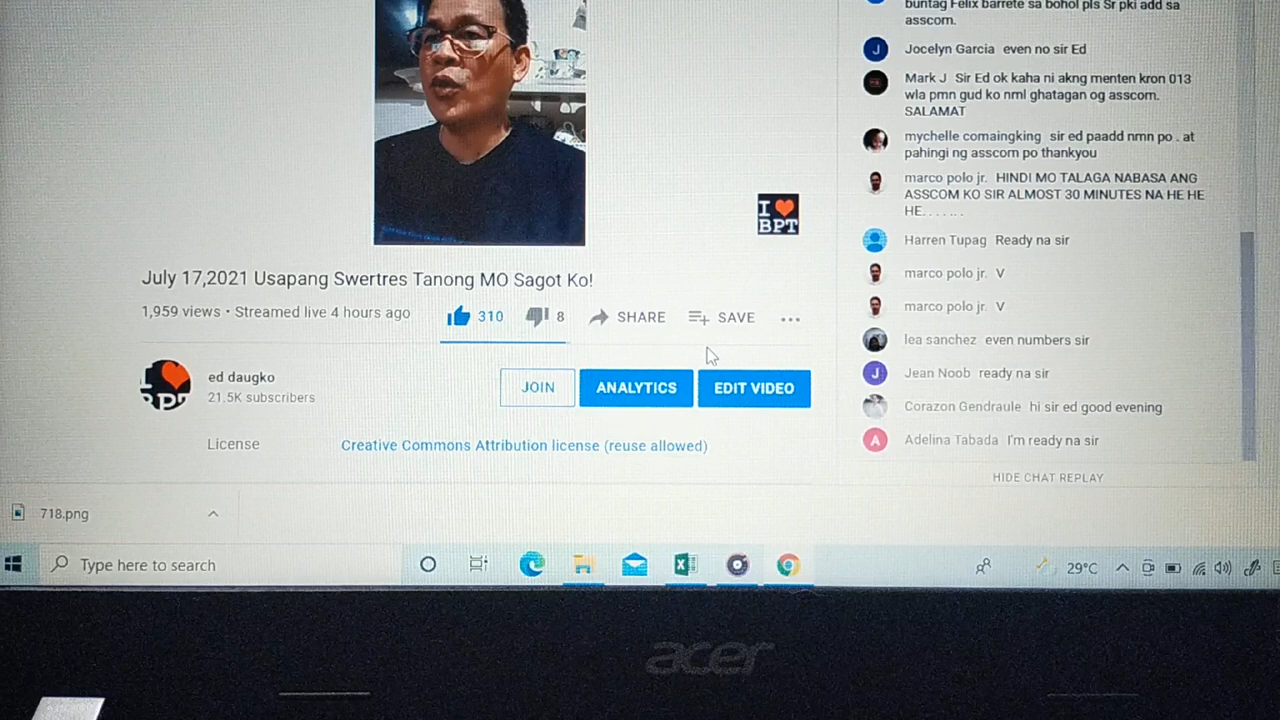 buntag Felix barrete sa bohol pls Sr pki add sa
asscom.
Jocelyn Garcia even no sir Ed
Mark J Sir Ed ok kaha ni akng menten kron 013
wla pmn gud ko nml ghatagan og asscom.
SALAMAT
mychelle comaingking sir ed paadd nmn po . at
pahingi ng asscom po thankyou
marco polo jr. HINDI MO TALAGA NABASA ANG
ASSCOM KO SIR ALMOST 30 MINUTES NA HE HE
HE. . . . . . .
I ❤ BPT
Harren Tupag Ready na sir
marco polo jr. V
marco polo jr. V
lea sanchez even numbers sir
Jean Noob ready na sir
Corazon Gendraule hi sir ed good evening
A Adelina Tabada I'm ready na sir
HIDE CHAT REPLAY
July 17,2021 Usapang Swertres Tanong MO Sagot Ko!
1,959 views • Streamed live 4 hours ago
310
8
SHARE
SAVE
ed daugko
21.5K subscribers
JOIN
ANALYTICS
EDIT VIDEO
License
Creative Commons Attribution license (reuse allowed)
718.png
Type here to search
29°C
acer